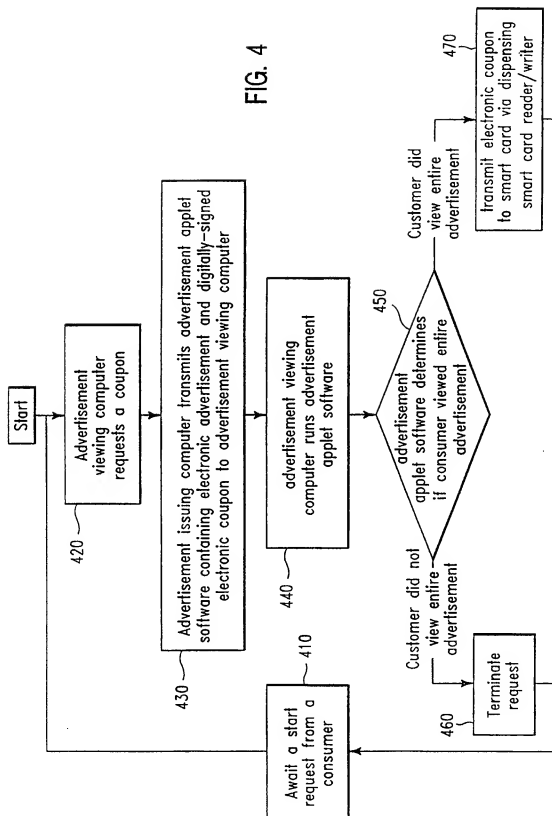 FIG. 4
Start
Advertisement
viewing computer
requests a coupon
420
Advertisement issuing computer transmits advertisement applet
software containing electronic advertisement and digitally-signed
electronic coupon to advertisement viewing computer
430
advertisement viewing
computer runs advertisement
applet software
440
advertisement
applet software determines
if consumer viewed entire
advertisement
450
Customer did not
view entire
advertisement
Customer did
view entire
advertisement
Terminate
request
460
transmit electronic coupon
to smart card via dispensing
smart card reader/writer
470
Await a start
request from a
consumer
410